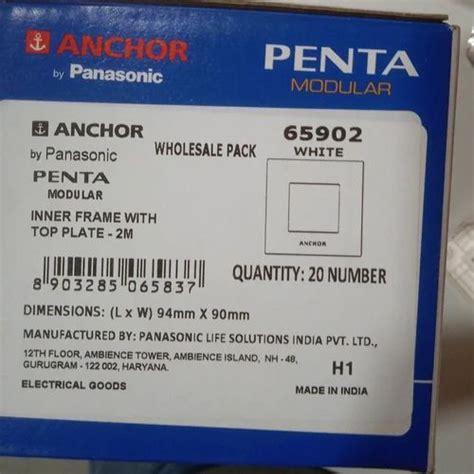 ANCHOR
by Panasonic
PENTA
MODULAR
ANCHOR
by Panasonic
PENTA
MODULAR
WHOLESALE PACK
65902
WHITE
ANCHOR
INNER FRAME WITH
TOP PLATE - 2M
8 903285 065837
QUANTITY: 20 NUMBER
DIMENSIONS: (L x W) 94mm X 90mm
MANUFACTURED BY: PANASONIC LIFE SOLUTIONS INDIA PVT. LTD.,
12TH FLOOR, AMBIENCE TOWER, AMBIENCE ISLAND, NH - 48,
GURUGRAM - 122 002, HARYANA.
H1
ELECTRICAL GOODS
MADE IN INDIA